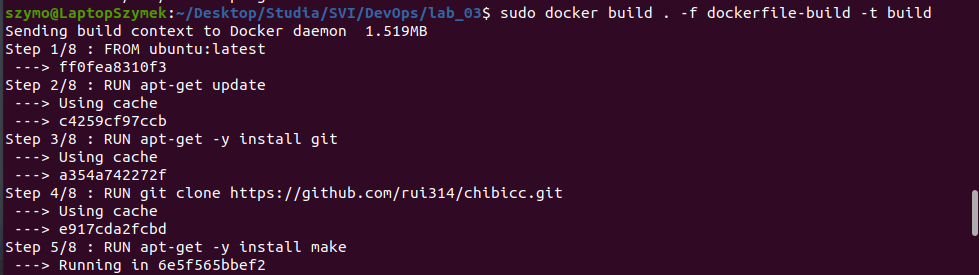 szymo@LaptopSzymek:~/Desktop/Studia/SVI/DevOps/lab_03$ sudo docker build . -f dockerfile-build -t build
Sending build context to Docker daemon  1.519MB
Step 1/8 : FROM ubuntu:latest
 ---> ff0fea8310f3
Step 2/8 : RUN apt-get update
 ---> Using cache
 ---> c4259cf97ccb
Step 3/8 : RUN apt-get -y install git
 ---> Using cache
 ---> a354a742272f
Step 4/8 : RUN git clone https://github.com/rui314/chibicc.git
 ---> Using cache
 ---> e917cda2fcbd
Step 5/8 : RUN apt-get -y install make
 ---> Running in 6e5f565bbef2